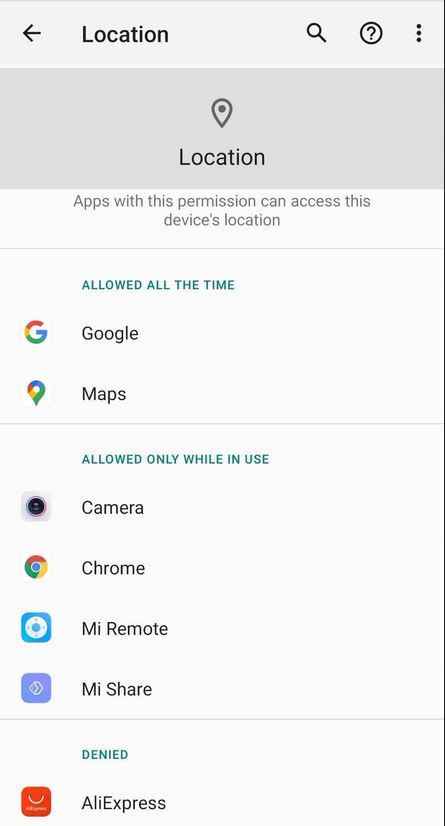 Location
Location
Apps with this permission can access this
device's location
ALLOWED ALL THE TIME
Google
Maps
ALLOWED ONLY WHILE IN USE
Camera
Chrome
Mi Remote
Mi Share
DENIED
AliExpress
AliExpress